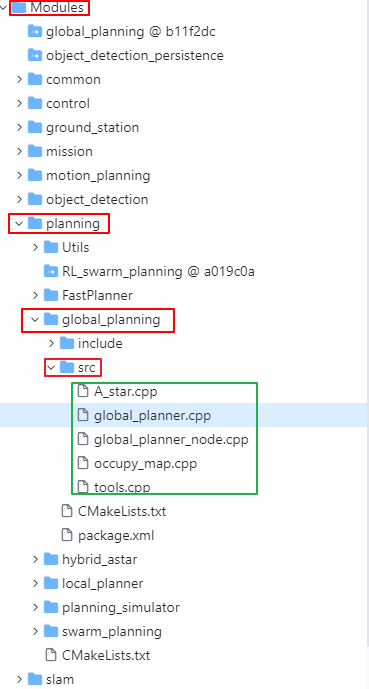 Modules
global_planning @ b11f2dc
object_detection_persistence
common
control
ground_station
mission
motion_planning
object_detection
planning
Utils
RL_swarm_planning @ a019c0a
FastPlanner
global_planning
include
src
A_star.cpp
global_planner.cpp
global_planner_node.cpp
occupy_map.cpp
tools.cpp
CMakeLists.txt
package.xml
hybrid_astar
local_planner
planning_simulator
swarm_planning
CMakeLists.txt
slam